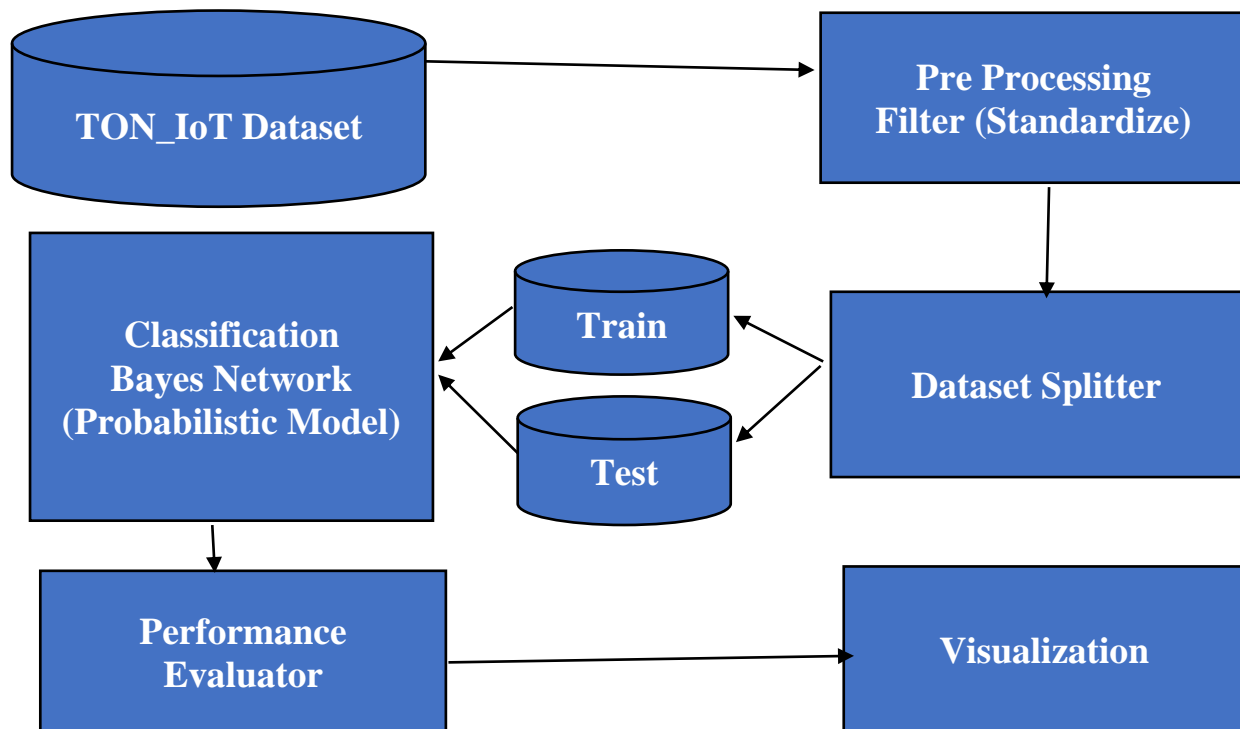 TON_IoT Dataset
Pre Processing
Filter (Standardize)
Classification
Bayes Network
(Probabilistic Model)
Train
Test
Dataset Splitter
Performance
Evaluator
Visualization